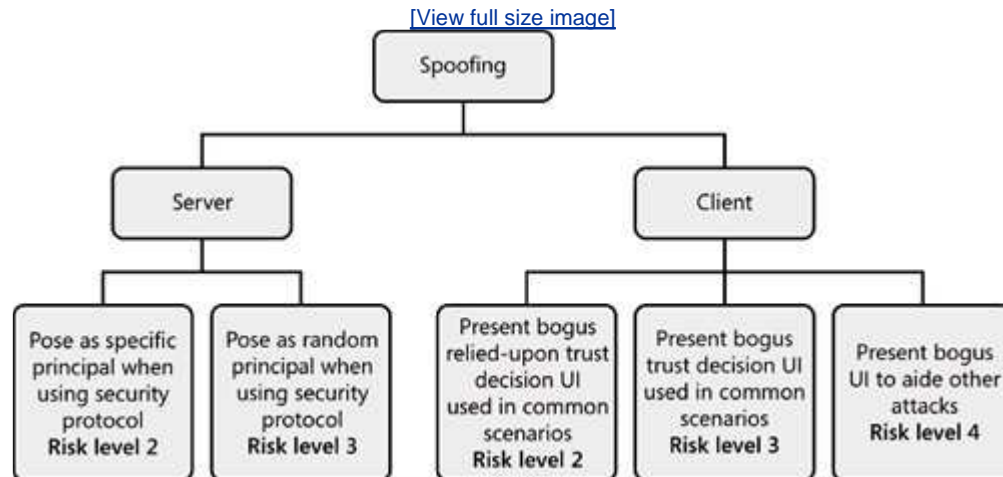 [View full size image]
Spoofing
Server
Client
Pose as specific
principal when
using security
protocol
Risk level 2
Pose as random
principal when
using security
protocol
Risk level 3
Present bogus
relied-upon trust
decision UI
used in common
scenarios
Risk level 2
Present bogus
trust decision UI
used in common
scenarios
Risk level 3
Present bogus
UI to aide other
attacks
Risk level 4